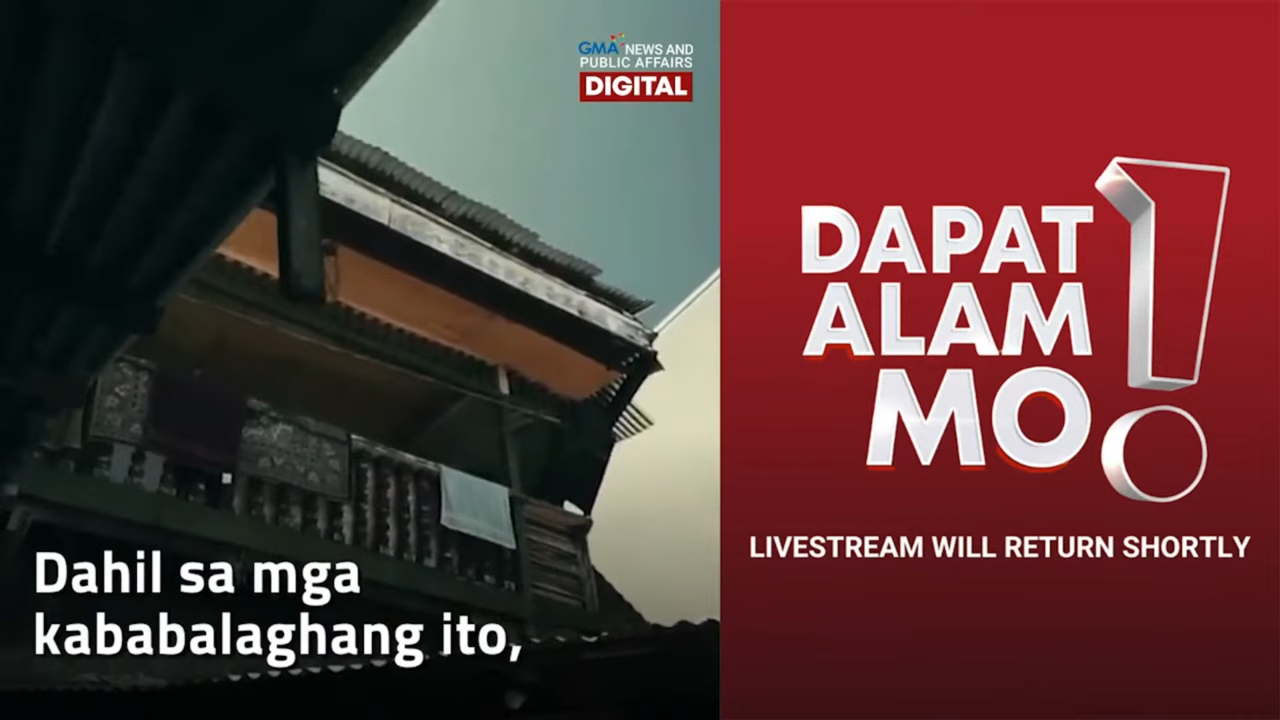 GMA NEWS AND
PUBLIC AFFAIRS
DIGITAL
Dahil sa mga
kababalaghang ito,
DAPAT
ALAM
MO!
LIVESTREAM WILL RETURN SHORTLY